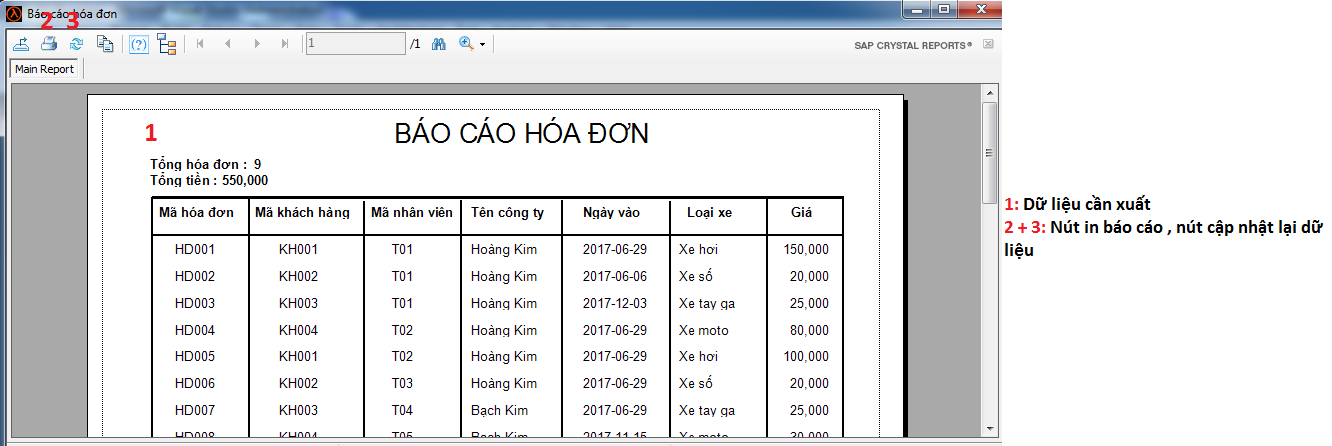 Báo cáo hóa đơn
2 3
1 /1 SAP CRYSTAL REPORTS®
Main Report
1 BÁO CÁO HÓA ĐƠN
Tổng hóa đơn : 9
Tổng tiền : 550,000
Mã hóa đơn Mã khách hàng Mã nhân viên Tên công ty Ngày vào Loại xe Giá
HD001 KH001 T01 Hoàng Kim 2017-06-29 Xe hơi 150,000
HD002 KH002 T01 Hoàng Kim 2017-06-06 Xe số 20,000
HD003 KH003 T01 Hoàng Kim 2017-12-03 Xe tay ga 25,000
HD004 KH004 T02 Hoàng Kim 2017-06-29 Xe moto 80,000
HD005 KH001 T02 Hoàng Kim 2017-06-29 Xe hơi 100,000
HD006 KH002 T03 Hoàng Kim 2017-06-29 Xe số 20,000
HD007 KH003 T04 Bạch Kim 2017-06-29 Xe tay ga 25,000
HD008 KH004 T05 Bạch Kim 2017-11-15 Xe moto 30,000
1: Dữ liệu cần xuất
2 + 3: Nút in báo cáo , nút cập nhật lại dữ
liệu